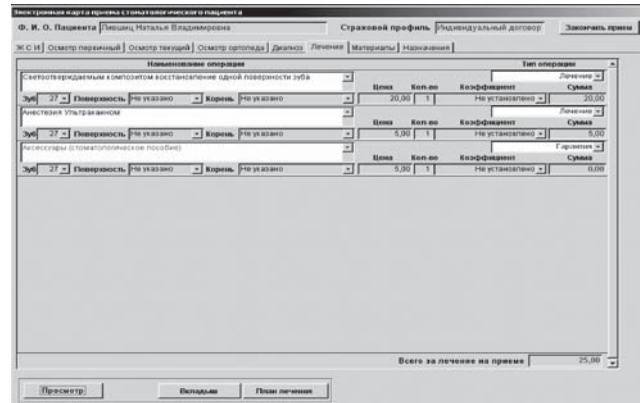 Электронная карта приема стоматологического пациента
Ф. И. О. Пациента Лившиц Наталья Владимировна Страховой профиль Индивидуальный договор Закончить прием
Ж С И Осмотр первичный Осмотр текущий Осмотр ортопеда Диагноз Лечение Материалы Назначения
Наименование операции Тип операции
Светоотверждаемым композитом восстановление одной поверхности зуба Лечение
Цена Кол-во Коэффициент Сумма
Зуб 27 Поверхность Не указано Корень Не указано 20,00 1 Не установлено 20,00
Анестезия Ультракаином Лечение
Цена Кол-во Коэффициент Сумма
Зуб 27 Поверхность Не указано Корень Не указано 5,00 1 Не установлено 5,00
Аксессуары (стоматологическое пособие) Гарантия
Цена Кол-во Коэффициент Сумма
Зуб 27 Поверхность Не указано Корень Не указано 5,00 1 Не установлено 0,00
Всего за лечение на приеме 25,00
Просмотр Вкладыш План лечения